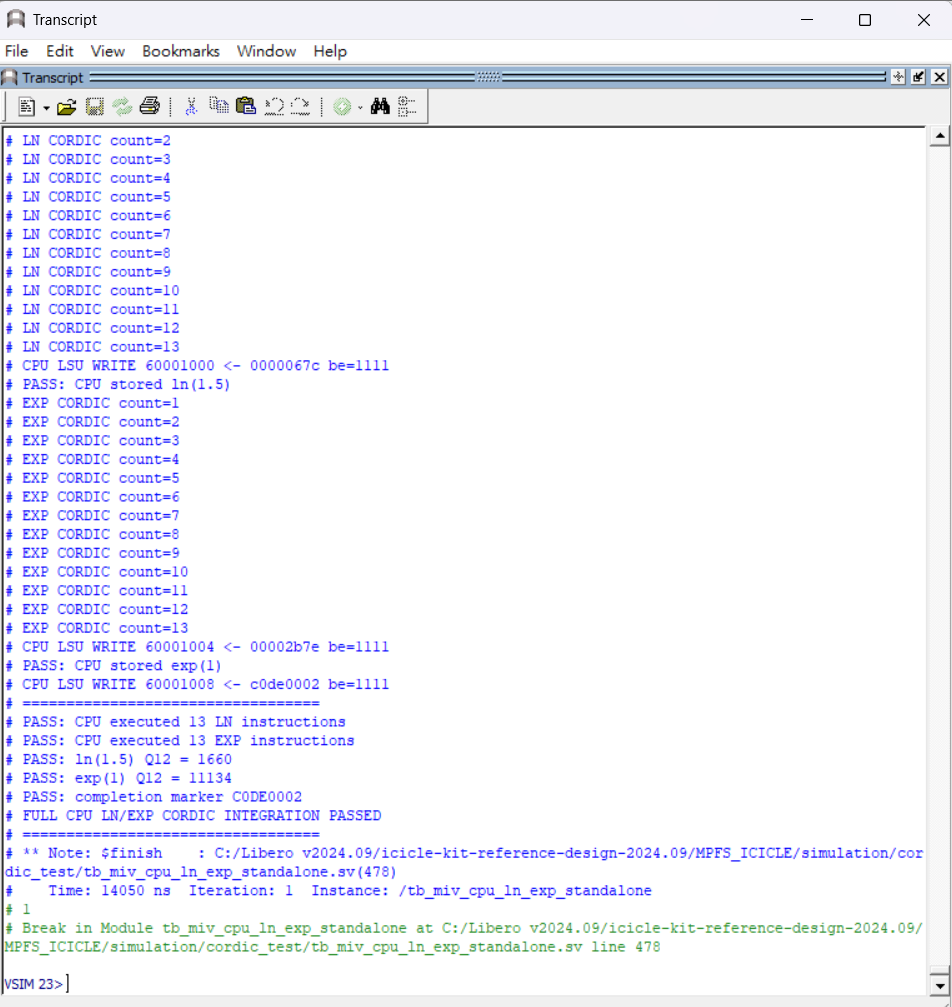 Transcript
File Edit View Bookmarks Window Help
Transcript
# LN CORDIC count=2
# LN CORDIC count=3
# LN CORDIC count=4
# LN CORDIC count=5
# LN CORDIC count=6
# LN CORDIC count=7
# LN CORDIC count=8
# LN CORDIC count=9
# LN CORDIC count=10
# LN CORDIC count=11
# LN CORDIC count=12
# LN CORDIC count=13
# CPU LSU WRITE 60001000 <- 0000067c be=1111
# PASS: CPU stored ln(1.5)
# EXP CORDIC count=1
# EXP CORDIC count=2
# EXP CORDIC count=3
# EXP CORDIC count=4
# EXP CORDIC count=5
# EXP CORDIC count=6
# EXP CORDIC count=7
# EXP CORDIC count=8
# EXP CORDIC count=9
# EXP CORDIC count=10
# EXP CORDIC count=11
# EXP CORDIC count=12
# EXP CORDIC count=13
# CPU LSU WRITE 60001004 <- 00002b7e be=1111
# PASS: CPU stored exp(1)
# CPU LSU WRITE 60001008 <- c0de0002 be=1111
# ==================================
# PASS: CPU executed 13 LN instructions
# PASS: CPU executed 13 EXP instructions
# PASS: ln(1.5) Q12 = 1660
# PASS: exp(1) Q12 = 11134
# PASS: completion marker C0DE0002
# FULL CPU LN/EXP CORDIC INTEGRATION PASSED
# ==================================
# ** Note: $finish    : C:/Libero v2024.09/icicle-kit-reference-design-2024.09/MPFS_ICICLE/simulation/cor
dic_test/tb_miv_cpu_ln_exp_standalone.sv(478)
#    Time: 14050 ns  Iteration: 1  Instance: /tb_miv_cpu_ln_exp_standalone
# 1
# Break in Module tb_miv_cpu_ln_exp_standalone at C:/Libero v2024.09/icicle-kit-reference-design-2024.09/
MPFS_ICICLE/simulation/cordic_test/tb_miv_cpu_ln_exp_standalone.sv line 478
VSIM 23>